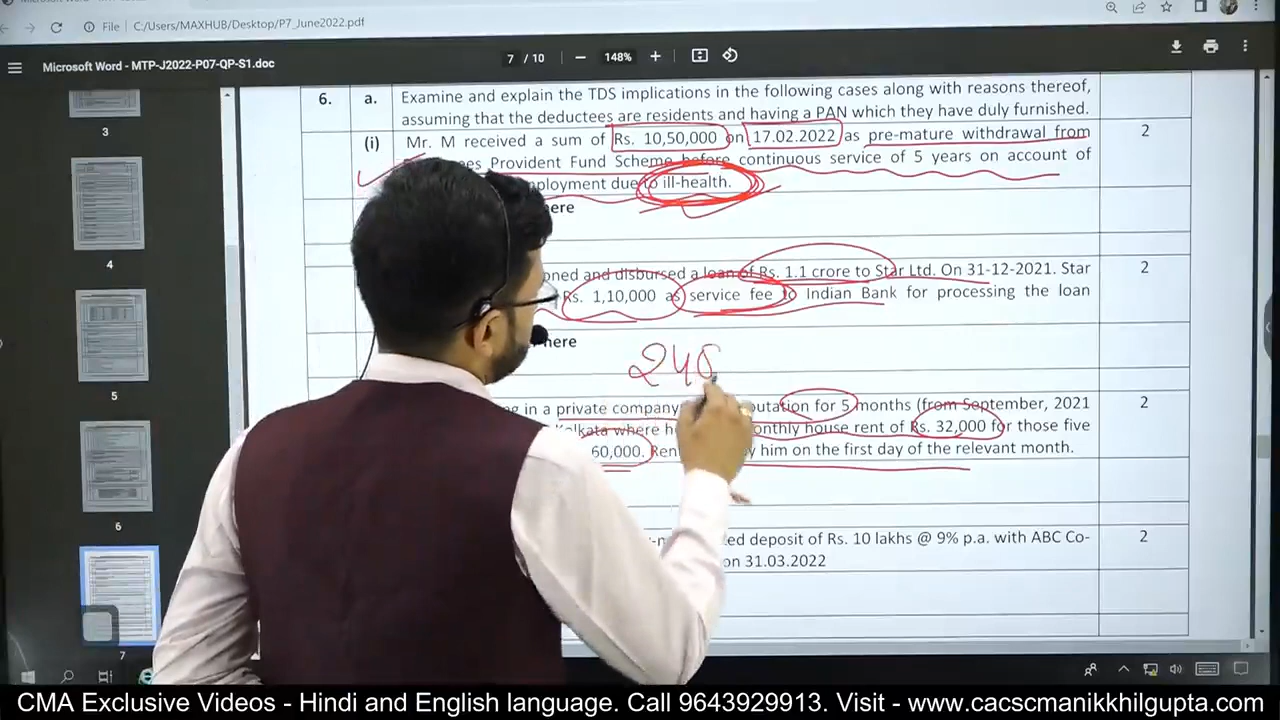 Microsoft Word - MTP-J2022
File | C:/Users/MAXHUB/Desktop/P7_June2022.pdf
Microsoft Word - MTP-J2022-P07-QP-S1.doc
7 / 10
148%
3
4
5
6
7
6. a. Examine and explain the TDS implications in the following cases along with reasons thereof,
assuming that the deductees are residents and having a PAN which they have duly furnished.
(i) Mr. M received a sum of Rs. 10,50,000 on 17.02.2022 as pre-mature withdrawal from 2
Provident Fund Scheme before continuous service of 5 years on account of
due to ill-health.
here
and disbursed a loan of Rs. 1.1 crore to Star Ltd. On 31-12-2021. Star 2
Rs. 1,10,000 as service fee to Indian Bank for processing the loan
here
in a private company for 5 months (from September, 2021 2
where house rent of Rs. 32,000 for those five
60,000. him on the first day of the relevant month.
deposit of Rs. 10 lakhs @ 9% p.a. with ABC Co- 2
on 31.03.2022
CMA Exclusive Videos - Hindi and English language. Call 9643929913. Visit - www.cacscmanikkhilgupta.com